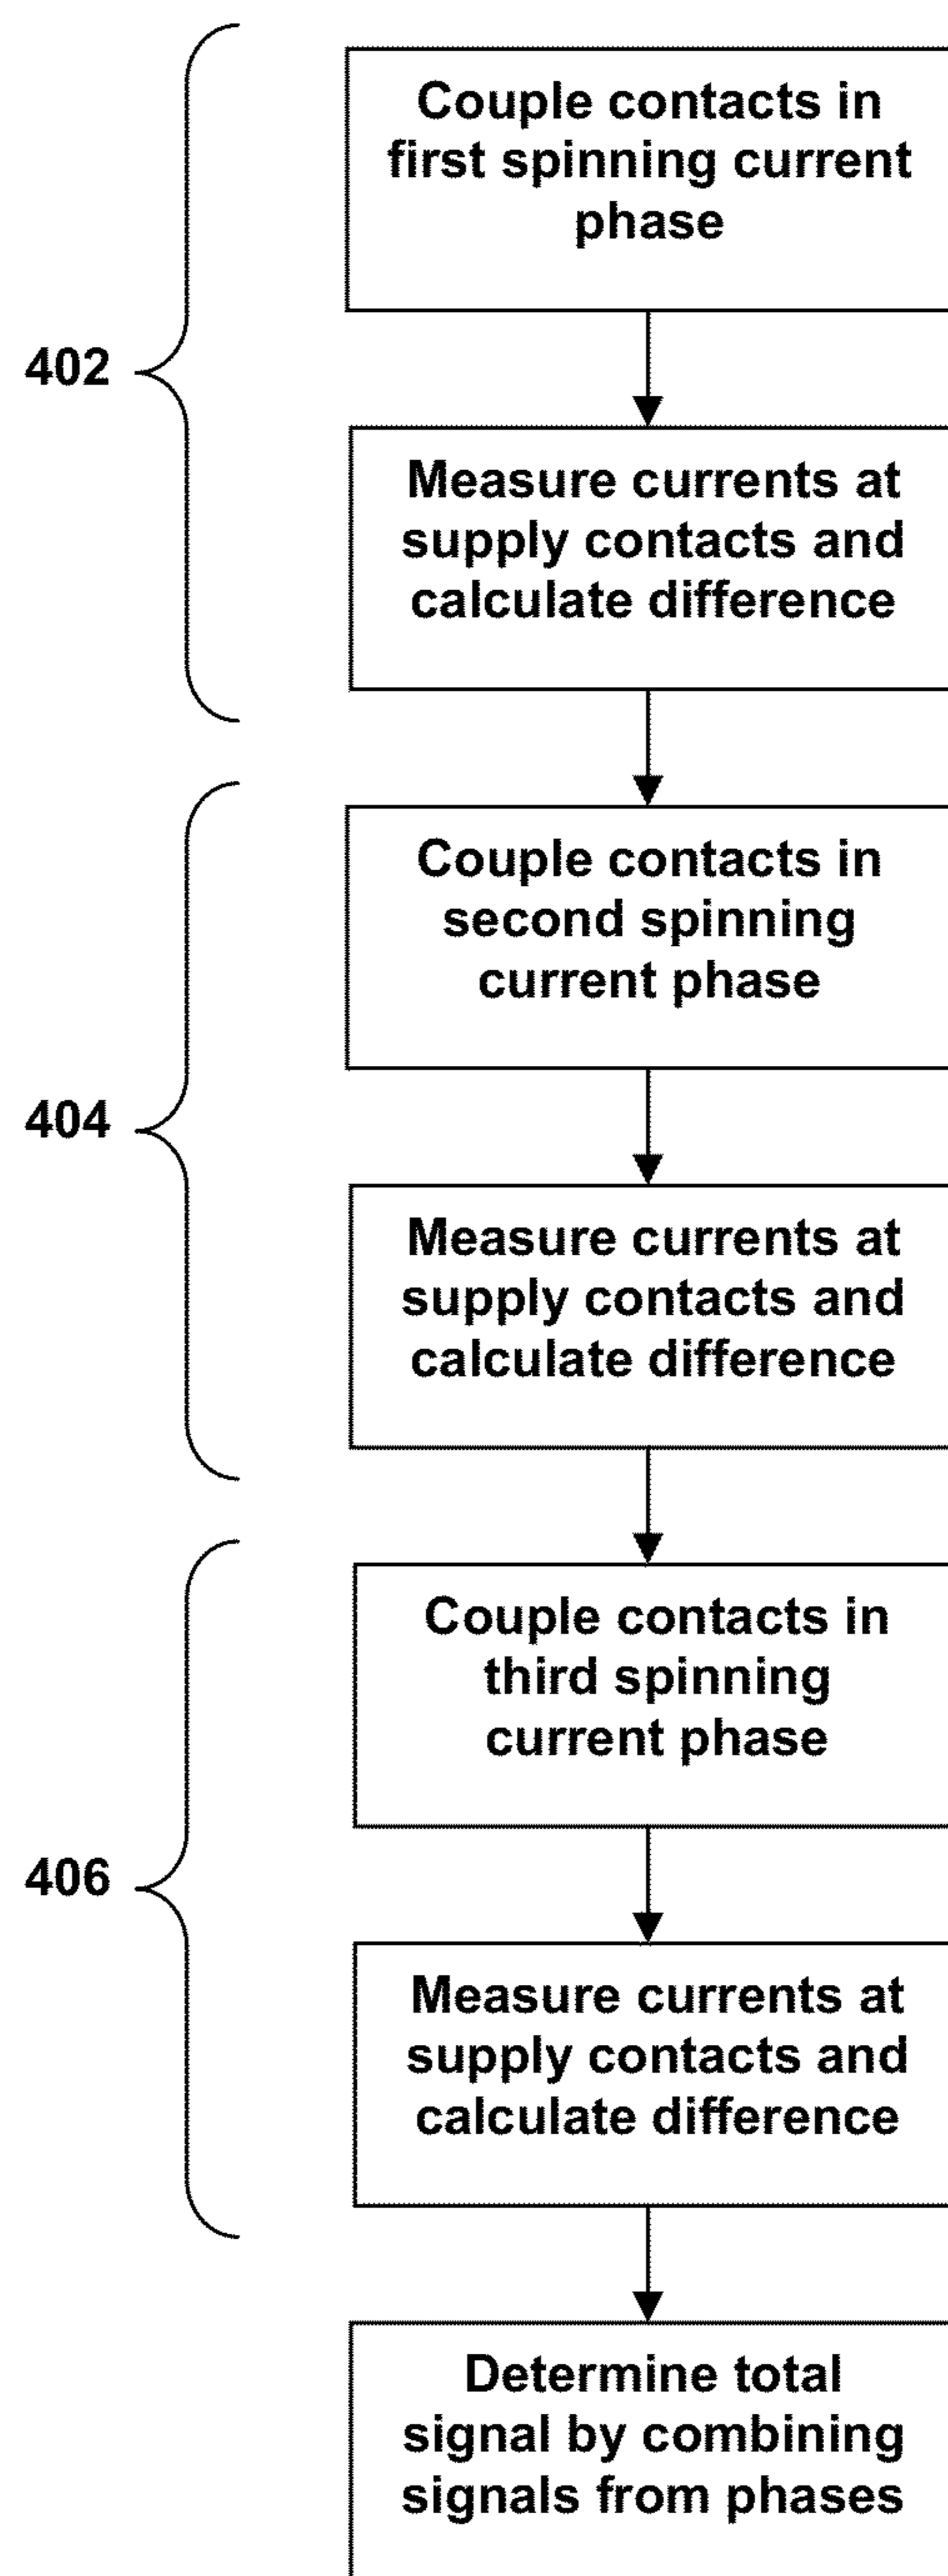 Couple contacts in
first spinning current
phase
402
Measure currents at
supply contacts and
calculate difference
Couple contacts in
second spinning
current phase
404
Measure currents at
supply contacts and
calculate difference
Couple contacts in
third spinning
current phase
406
Measure currents at
supply contacts and
calculate difference
Determine total
signal by combining
signals from phases